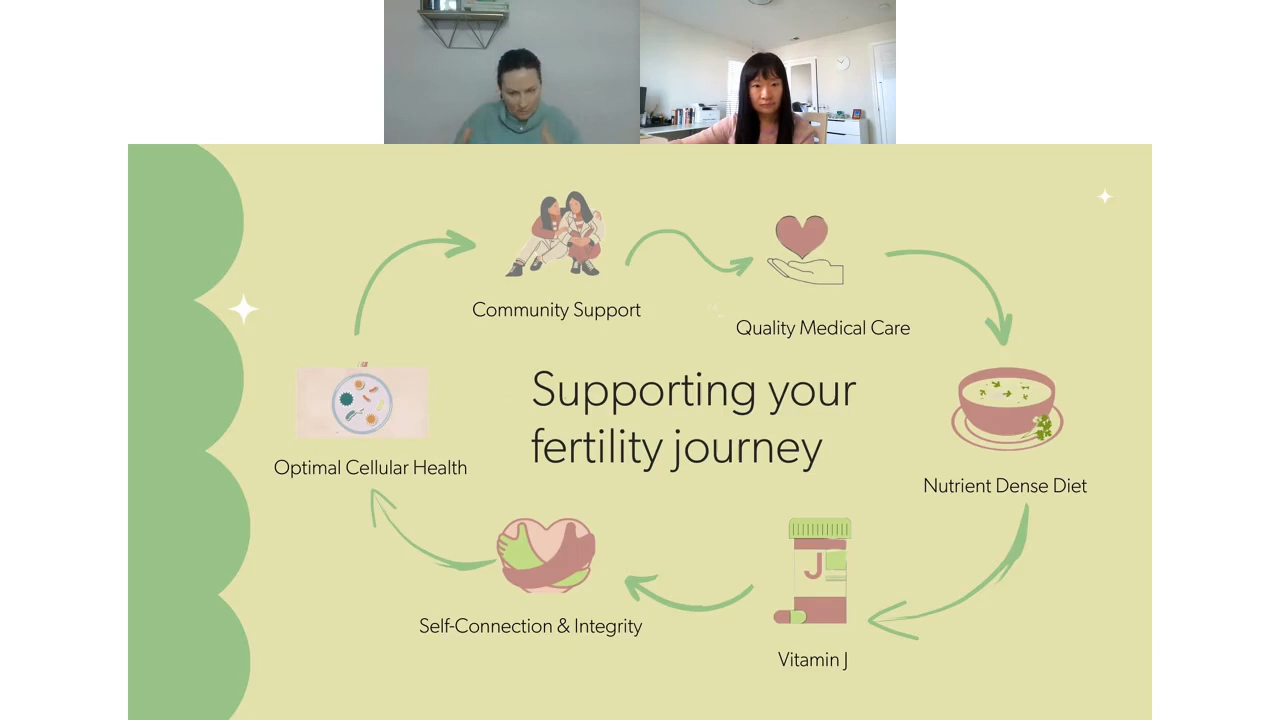 Community Support
Quality Medical Care
Supporting your
fertility journey
Optimal Cellular Health
Nutrient Dense Diet
J
Self-Connection & Integrity
Vitamin J